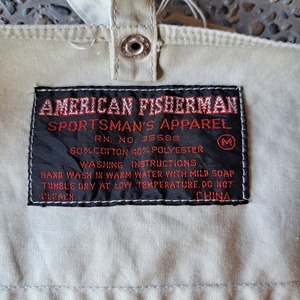 AMERICAN FISHERMAN
SPORTSMAN'S APPAREL
RN. NO. 35588
60% COTTON 40% POLYESTER
M
WASHING INSTRUCTIONS
HAND WASH IN WARM WATER WITH MILD SOAP
TUMBLE DRY AT LOW TEMPERATURE. DO NOT
BLEACH. CHINA